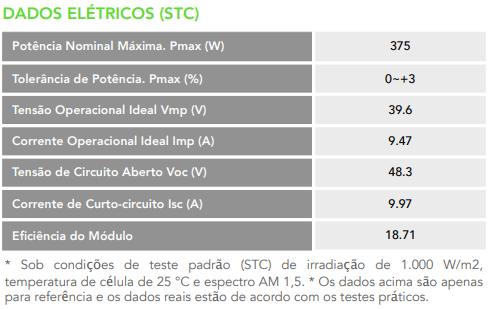 DADOS ELÉTRICOS (STC)
Potência Nominal Máxima. Pmax (W) 375
Tolerância de Potência. Pmax (%) 0~+3
Tensão Operacional Ideal Vmp (V) 39.6
Corrente Operacional Ideal Imp (A) 9.47
Tensão de Circuito Aberto Voc (V) 48.3
Corrente de Curto-circuito Isc (A) 9.97
Eficiência do Módulo 18.71
* Sob condições de teste padrão (STC) de irradiação de 1.000 W/m2,
temperatura de célula de 25 °C e espectro AM 1,5. * Os dados acima são apenas
para referência e os dados reais estão de acordo com os testes práticos.